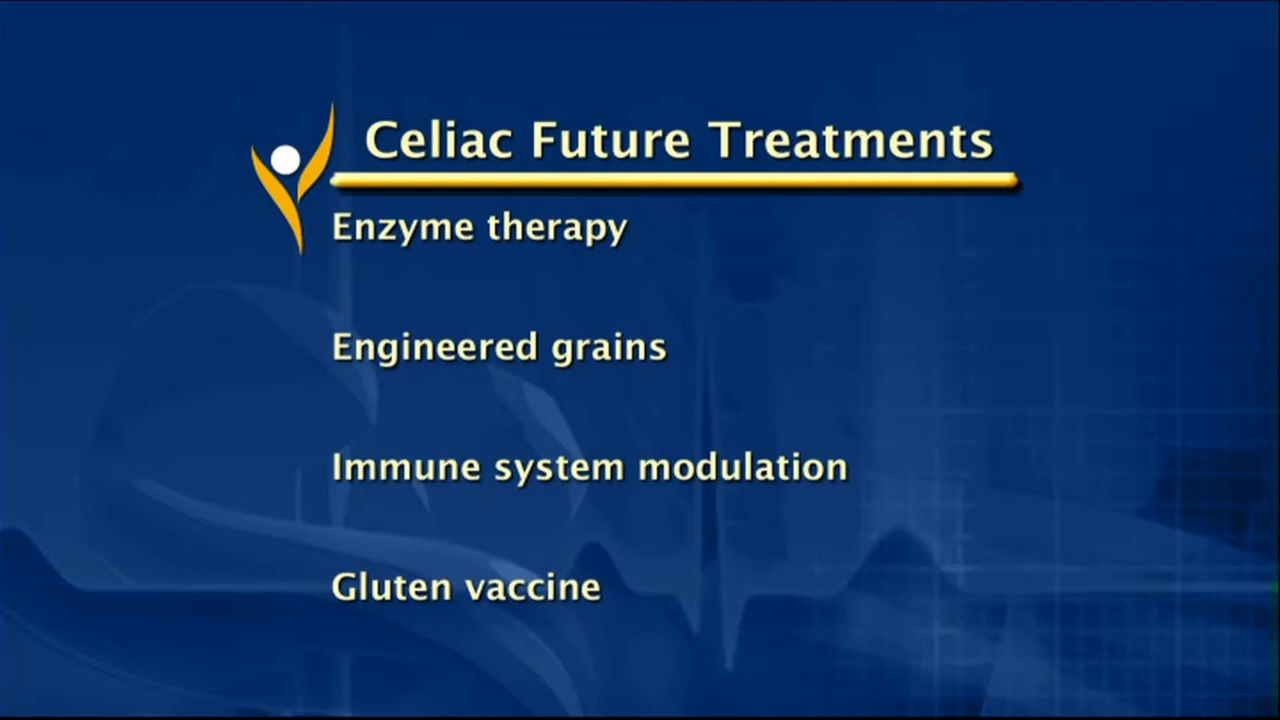 Celiac Future Treatments
Enzyme therapy
Engineered grains
Immune system modulation
Gluten vaccine